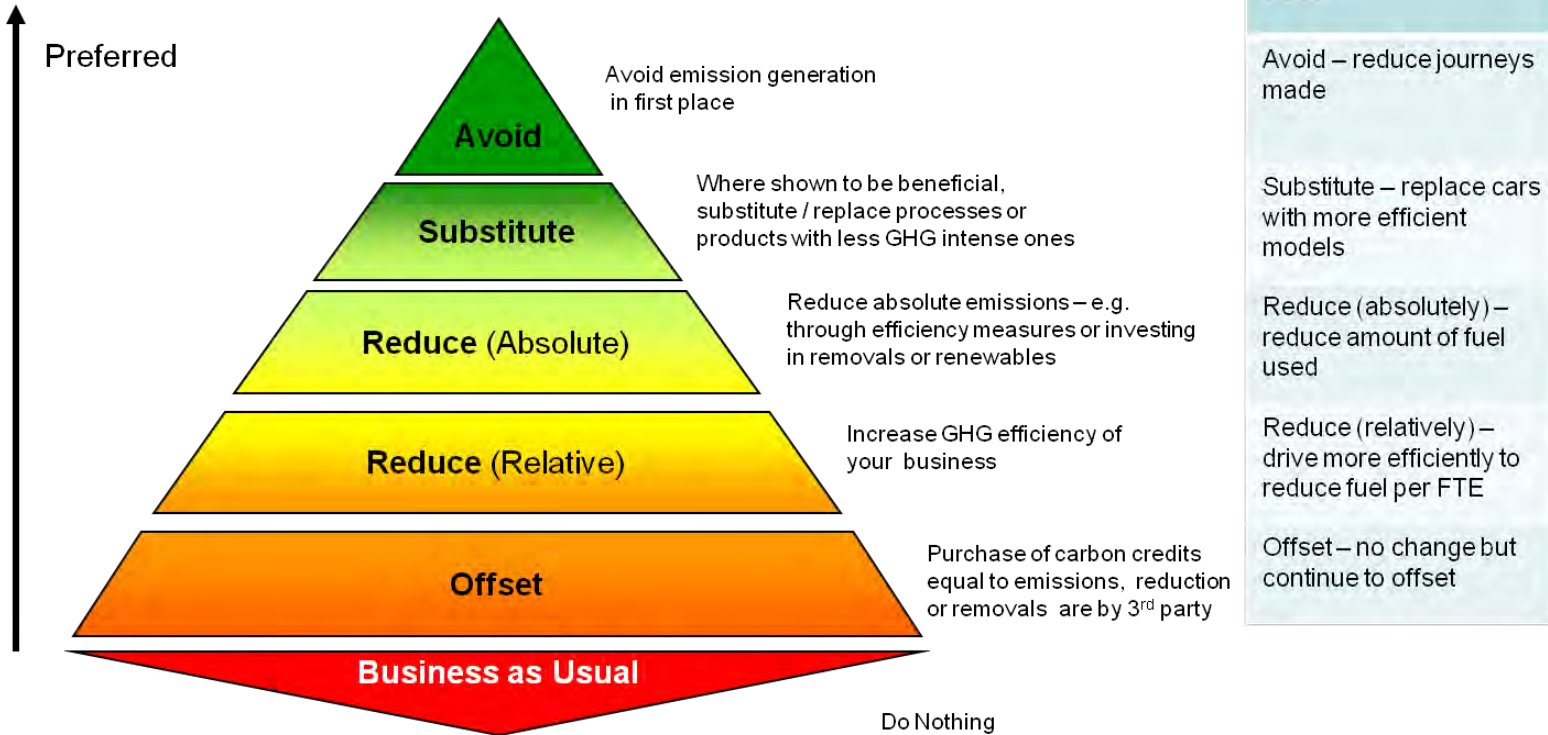 Preferred
Avoid
Avoid emission generation
in first place
Substitute
Where shown to be beneficial,
substitute / replace processes or
products with less GHG intense ones
Reduce (Absolute)
Reduce absolute emissions – e.g.
through efficiency measures or investing
in removals or renewables
Reduce (Relative)
Increase GHG efficiency of
your business
Offset
Purchase of carbon credits
equal to emissions, reduction
or removals are by 3rd party
Business as Usual
Do Nothing
Avoid – reduce journeys
made
Substitute – replace cars
with more efficient
models
Reduce (absolutely) –
reduce amount of fuel
used
Reduce (relatively) –
drive more efficiently to
reduce fuel per FTE
Offset – no change but
continue to offset